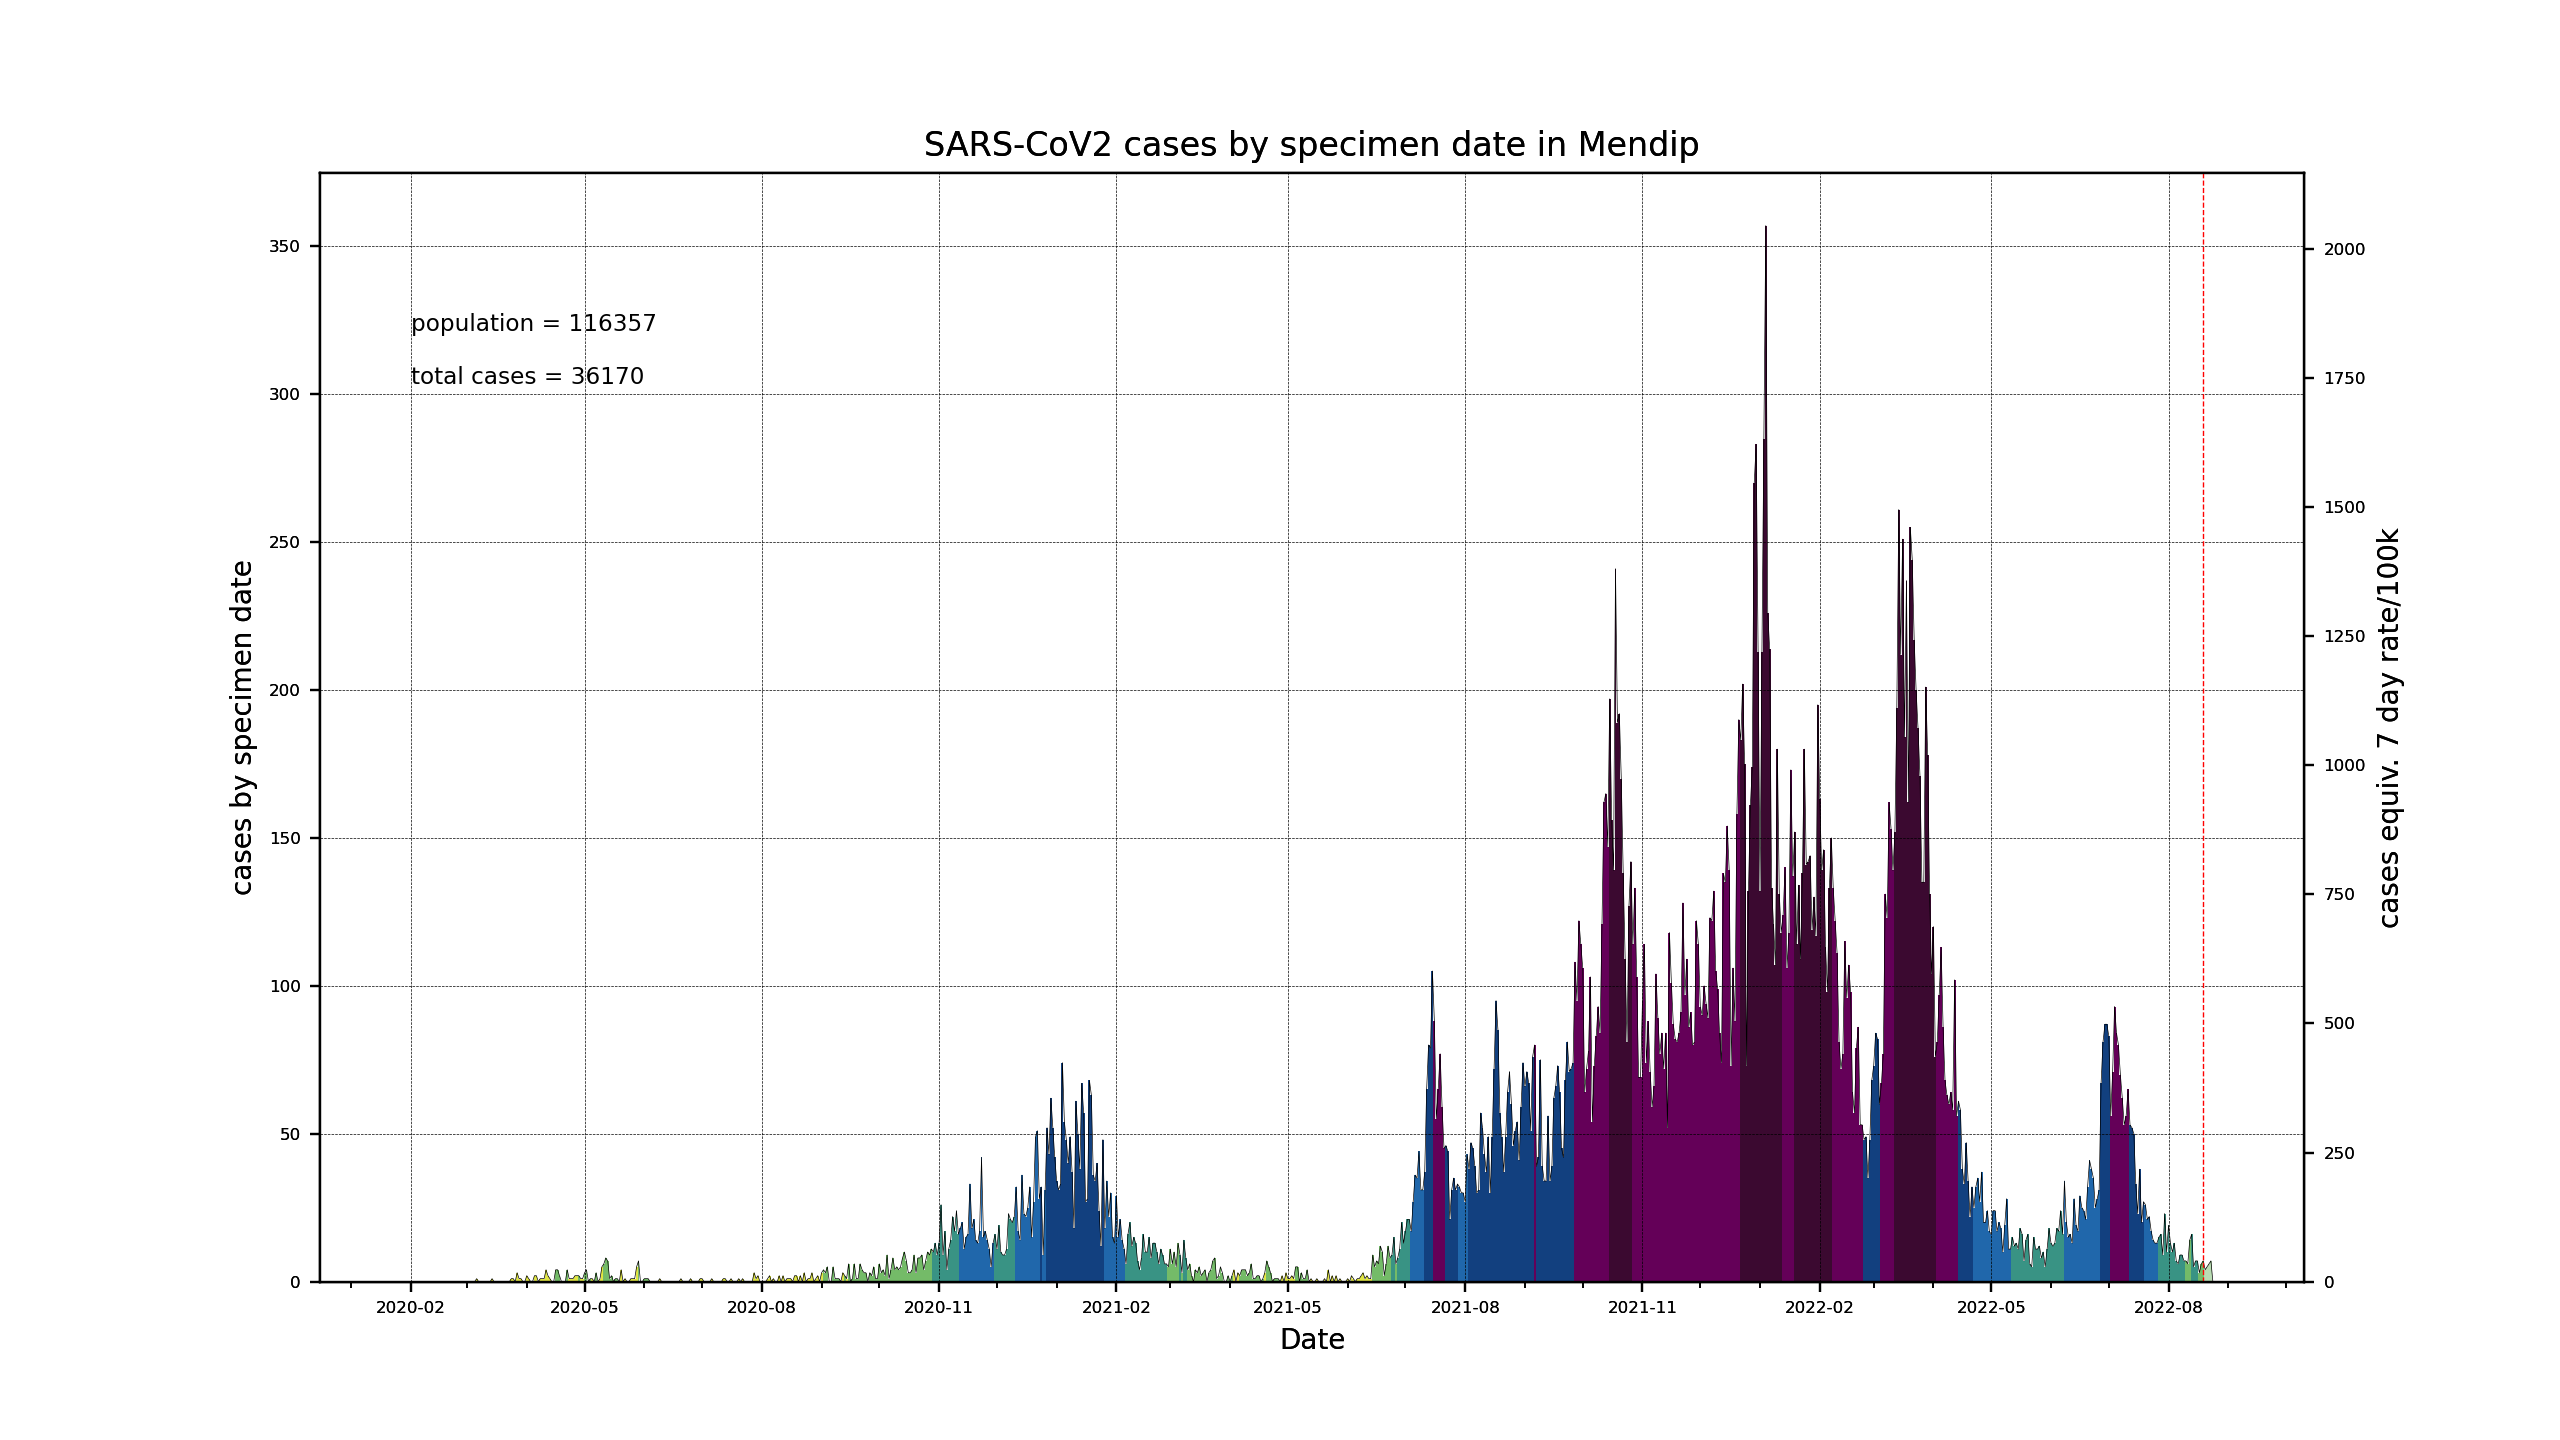 SARS-CoV2 cases by specimen date in Mendip
population = 116357
total cases = 36170
cases by specimen date
350
300
250
200
150
100
50
0
2000
1750
1500
1250
1000
750
500
250
0
cases equiv. 7 day rate/100k
2020-02 2020-05 2020-08 2020-11 2021-02 2021-05 2021-08 2021-11 2022-02 2022-05 2022-08
Date